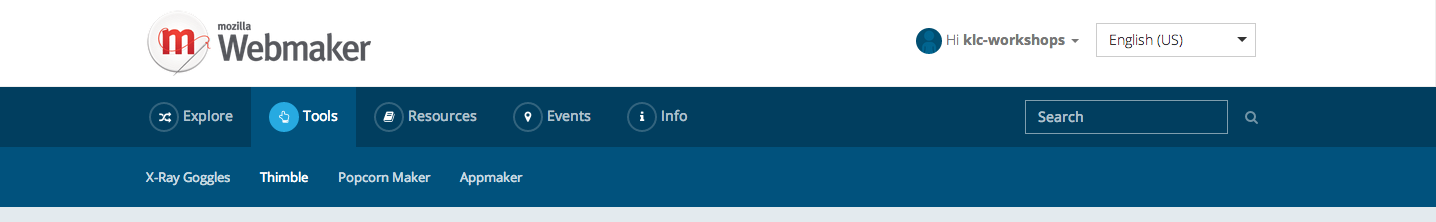 mozilla
Webmaker
Hi klc-workshops
English (US)
Explore
Tools
Resources
Events
Info
Search
X-Ray Goggles
Thimble
Popcorn Maker
Appmaker